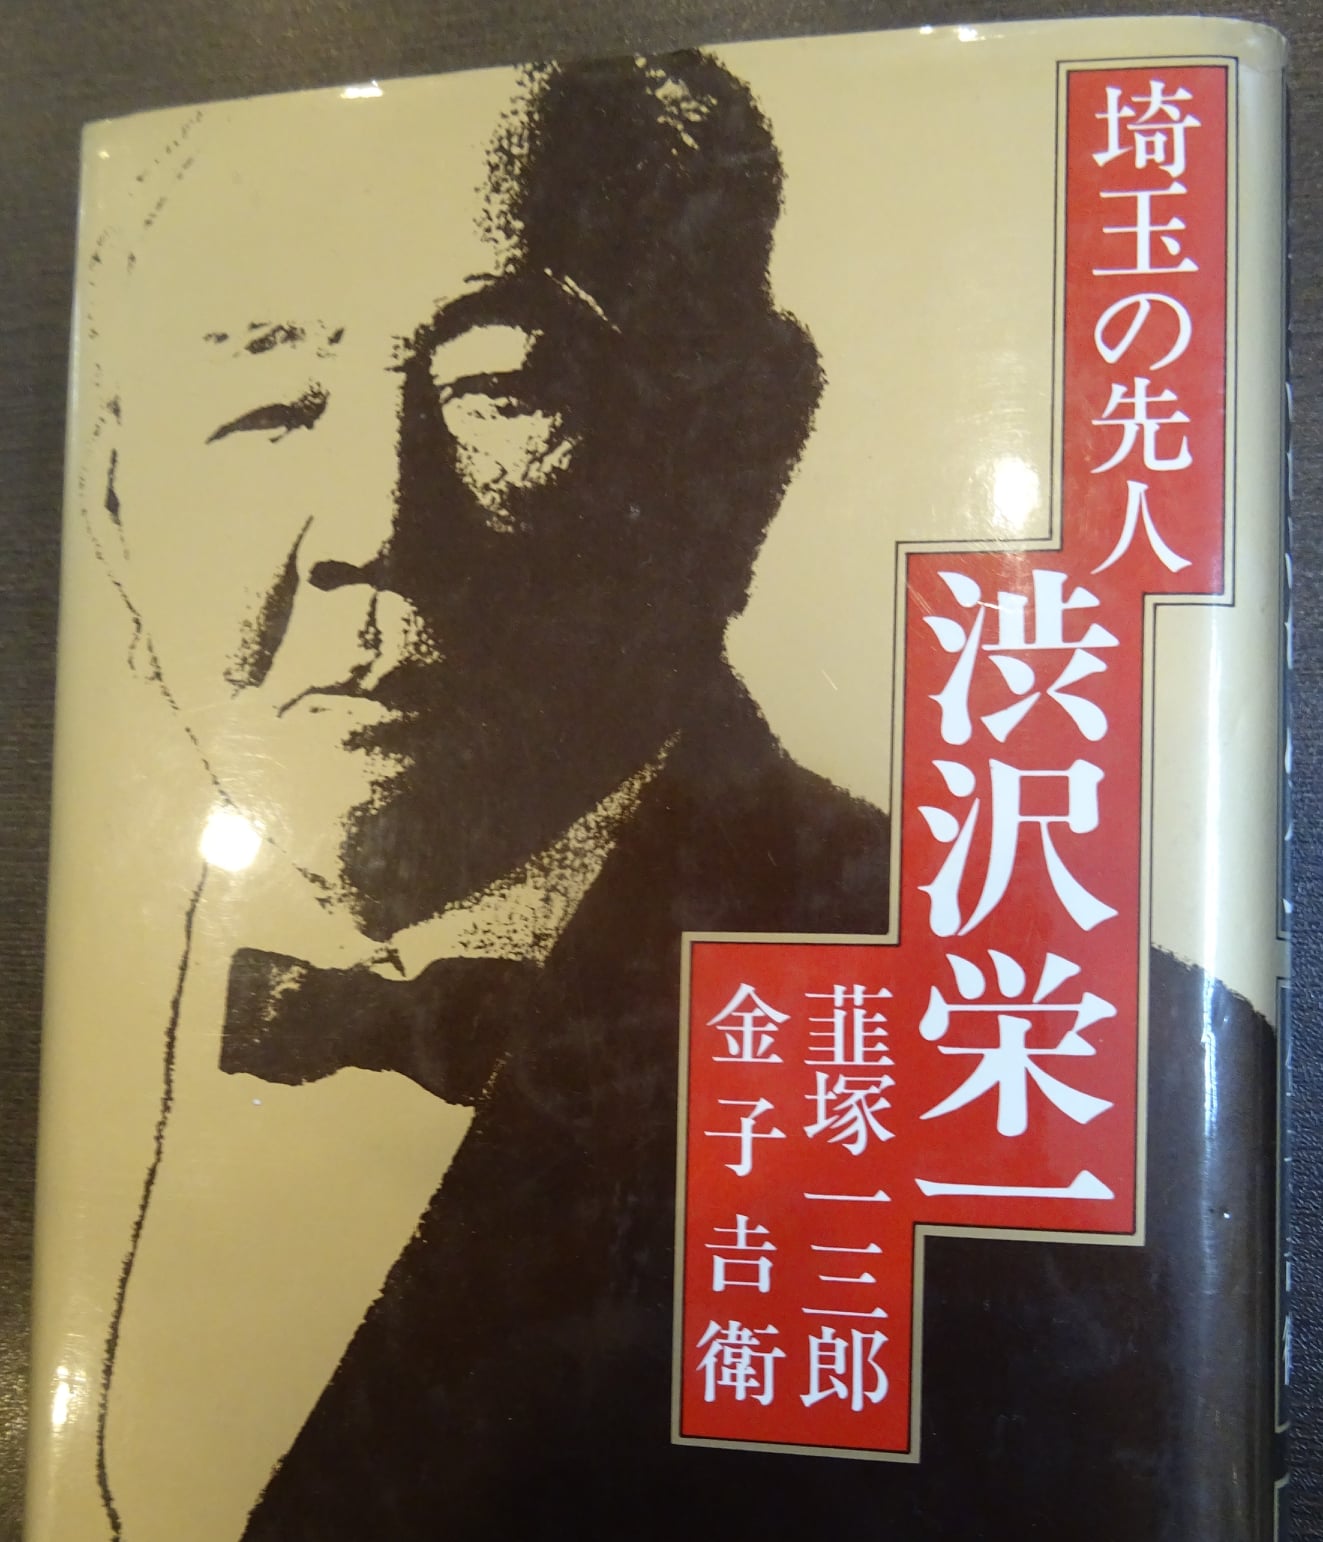 埼玉の先人
渋沢栄一
韮塚一三郎
金子吉衛